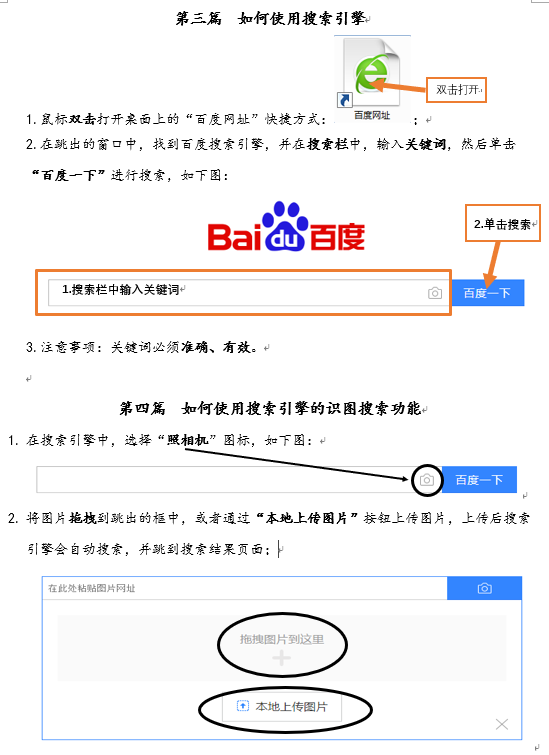 第三篇 如何使用搜索引擎
双击打开
百度网址
1.鼠标双击打开桌面上的“百度网址”快捷方式：；
2.在跳出的窗口中，找到百度搜索引擎，并在搜索栏中，输入关键词，然后单击
“百度一下”进行搜索，如下图：
Bai du 百度
2.单击搜索
1.搜索栏中输入关键词
百度一下
3.注意事项：关键词必须准确、有效。
第四篇 如何使用搜索引擎的识图搜索功能
1. 在搜索引擎中，选择“照相机”图标，如下图：
百度一下
2. 将图片拖拽到跳出的框中，或者通过“本地上传图片”按钮上传图片，上传后搜索
引擎会自动搜索，并跳到搜索结果页面；
在此处粘贴图片网址
拖拽图片到这里
本地上传图片